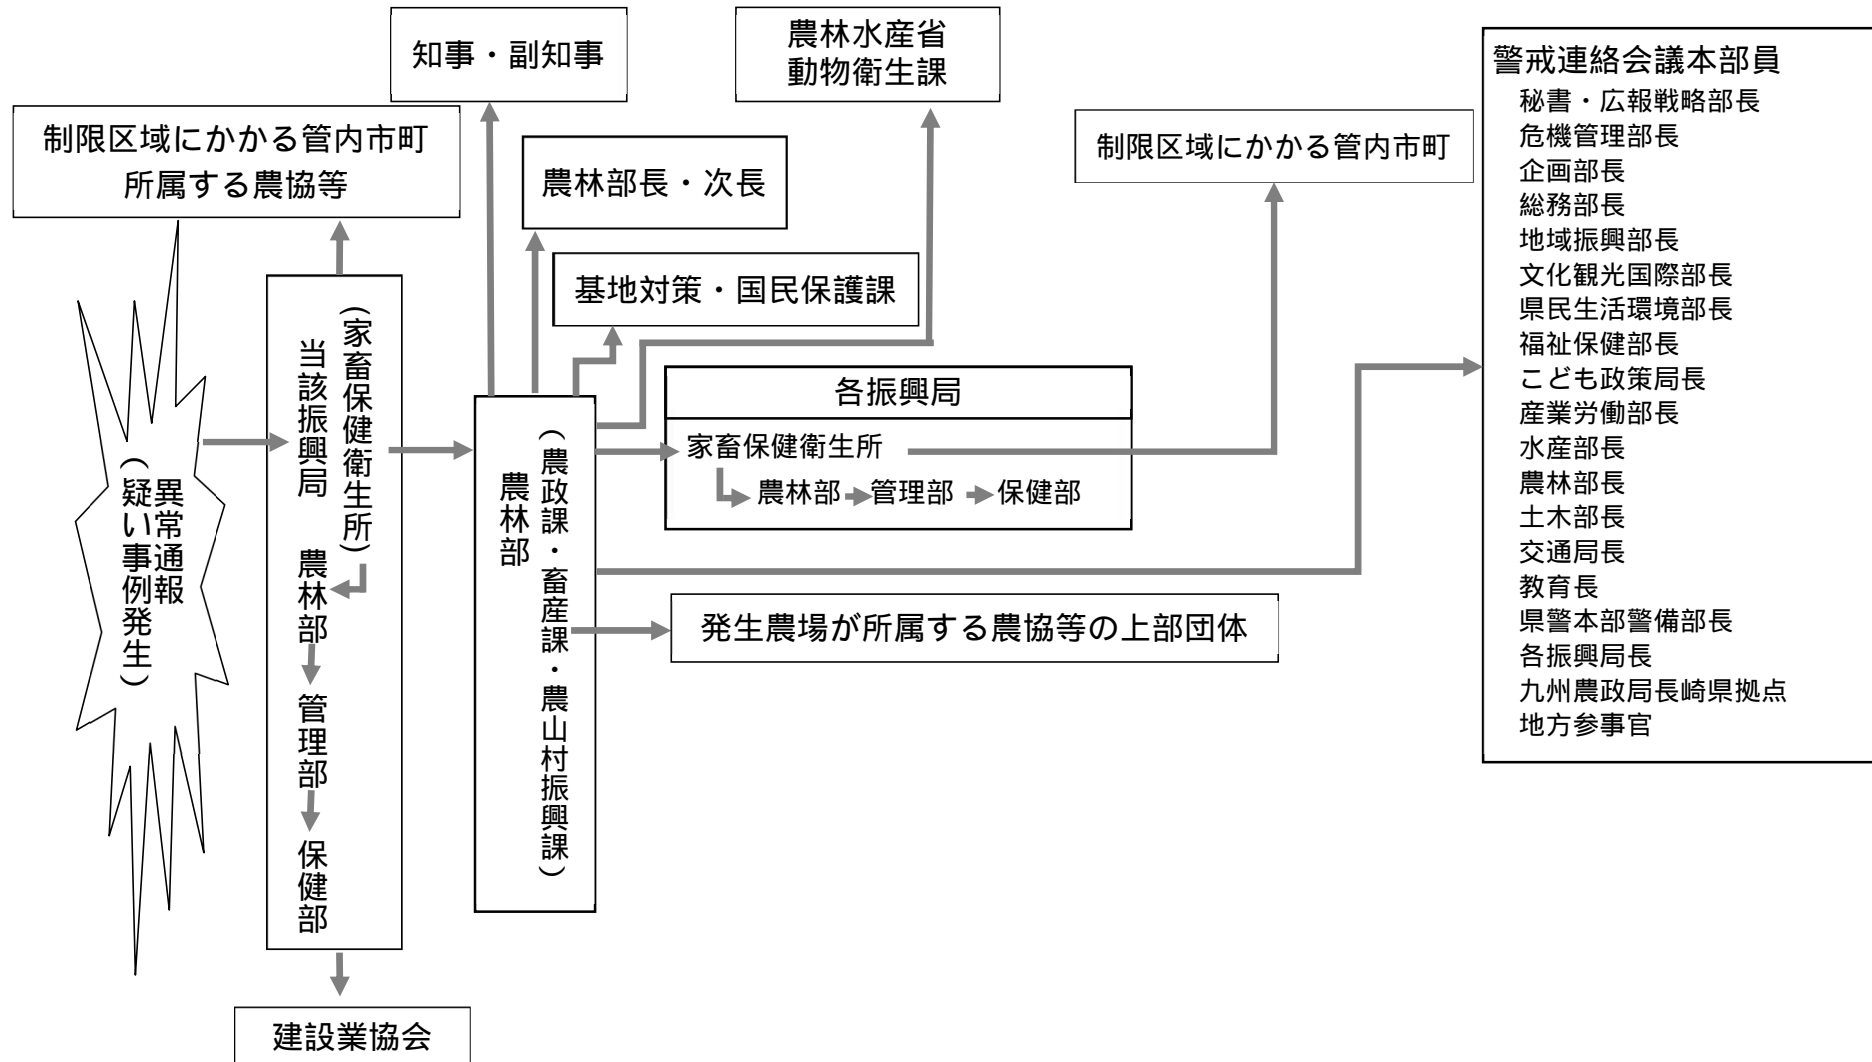 知事・副知事
農林水産省
動物衛生課
警戒連絡会議本部員
秘書・広報戦略部長
危機管理部長
企画部長
総務部長
地域振興部長
文化観光国際部長
県民生活環境部長
福祉保健部長
こども政策局長
産業労働部長
水産部長
農林部長
土木部長
交通局長
教育長
県警本部警備部長
各振興局長
九州農政局長崎県拠点
地方参事官
制限区域にかかる管内市町
所属する農協等
農林部長・次長
制限区域にかかる管内市町
基地対策・国民保護課
異常通報
(疑い事例発生)
(家畜保健衛生所)
当該振興局 農林部
管理部
保健部
(農政課・畜産課・農山村振興課)
農林部
各振興局
家畜保健衛生所
農林部 管理部 保健部
発生農場が所属する農協等の上部団体
建設業協会